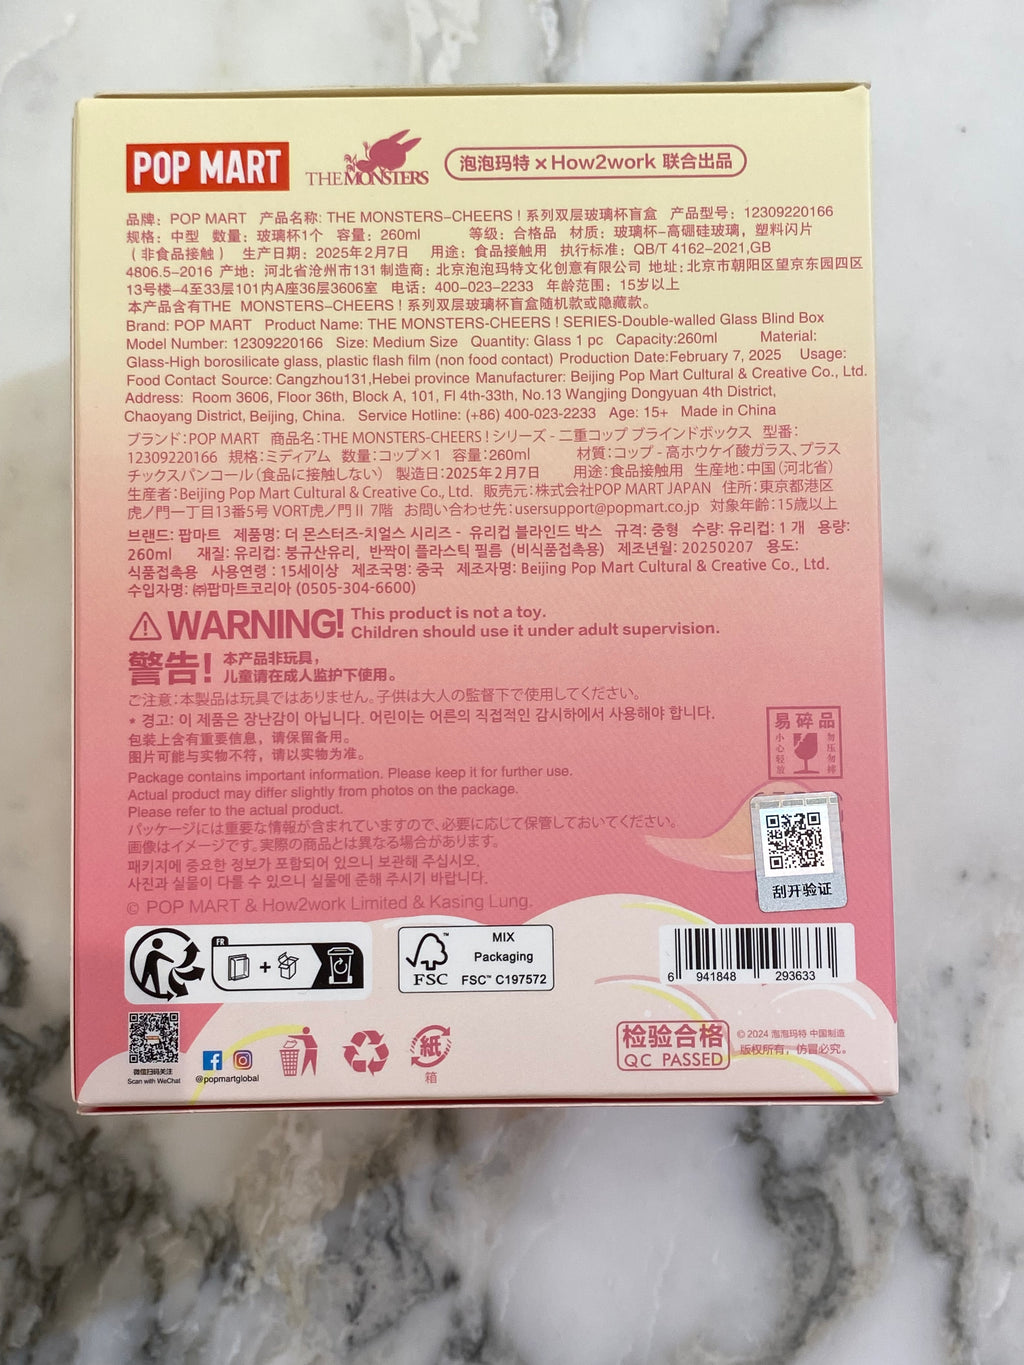 POP MART
THE MONSTERS
泡泡玛特 × How2work 联合出品
品牌：POP MART 产品名称: THE MONSTERS-CHEERS！系列双层玻璃杯盲盒 产品型号：12309220166
规格：中型 数量：玻璃杯1个 容量：260ml 等级：合格品 材质：玻璃杯-高硼硅玻璃，塑料闪片
（非食品接触） 生产日期：2025年2月7日 用途：食品接触用 执行标准：QB/T 4162-2021,GB
4806.5-2016 产地：河北省沧州市131 制造商：北京泡泡玛特文化创意有限公司 地址：北京市朝阳区望京东园四区
13号楼-4至33层101内A座36层3606室 电话：400-023-2233 年龄范围：15岁以上
本产品含有THE MONSTERS-CHEERS！系列双层玻璃杯盲盒随机款或隐藏款。
Brand: POP MART Product Name: THE MONSTERS-CHEERS ! SERIES-Double-walled Glass Blind Box
Model Number: 12309220166 Size: Medium Size Quantity: Glass 1 pc Capacity:260ml Material:
Glass-High borosilicate glass, plastic flash film (non food contact) Production Date:February 7, 2025 Usage:
Food Contact Source: Cangzhou131,Hebei province Manufacturer: Beijing Pop Mart Cultural & Creative Co., Ltd.
Address: Room 3606, Floor 36th, Block A, 101, Fl 4th-33th, No.13 Wangjing Dongyuan 4th District,
Chaoyang District, Beijing, China. Service Hotline: (+86) 400-023-2233 Age: 15+ Made in China
ブランド：POP MART 商品名：THE MONSTERS-CHEERS！シリーズ - 二重コップ ブラインドボックス 型番：
12309220166 規格：ミディアム 数量：コップ×1 容量：260ml 材質：コップ - 高ホウケイ酸ガラス、プラス
チックスパンコール（食品に接触しない） 製造日：2025年2月7日 用途：食品接触用 生産地：中国（河北省）
生産者：Beijing Pop Mart Cultural & Creative Co., Ltd. 販売元：株式会社POP MART JAPAN 住所：東京都港区
虎ノ門一丁目13番5号 VORT虎ノ門 II 7階 お問い合わせ先：usersupport@popmart.co.jp 対象年齢：15歳以上
브랜드: 팝마트 제품명: 더 몬스터즈-치얼스 시리즈 - 유리컵 블라인드 박스 규격: 중형 수량: 유리컵: 1 개 용량:
260ml 재질: 유리컵: 붕규산유리, 반짝이 플라스틱 필름 (비식품접촉용) 제조년월: 20250207 용도:
식품접촉용 사용연령 : 15세이상 제조국명: 중국 제조자명: Beijing Pop Mart Cultural & Creative Co., Ltd.
수입자명: ㈜팝마트코리아 (0505-304-6600)
WARNING! This product is not a toy.
Children should use it under adult supervision.
警告! 本产品非玩具，
儿童请在成人监护下使用。
ご注意：本製品は玩具ではありません。子供は大人の監督下で使用してください。
* 경고: 이 제품은 장난감이 아닙니다. 어린이는 어른의 직접적인 감시하에서 사용해야 합니다.
包装上含有重要信息，请保留备用。
图片可能与实物不符，请以实物为准。
Package contains important information. Please keep it for further use.
Actual product may differ slightly from photos on the package.
Please refer to the actual product.
パッケージには重要な情報が含まれていますので、必要に応じて保管しておいてください。
画像はイメージです。実際の商品とは異なる場合があります。
패키지에 중요한 정보가 포함되어 있으니 보관해 주십시오.
사진과 실물이 다를 수 있으니 실물에 준해 주시기 바랍니다.
© POP MART & How2work Limited & Kasing Lung.
易碎品
小心轻放
勿压勿摔
刮开验证
FR
+
FSC™
MIX
Packaging
FSC™ C197572
6 941848 293633
微信扫码关注
Scan with WeChat
@popmartglobal
紙
箱
检验合格
QC PASSED
© 2024 泡泡玛特 中国制造
版权所有，仿冒必究。